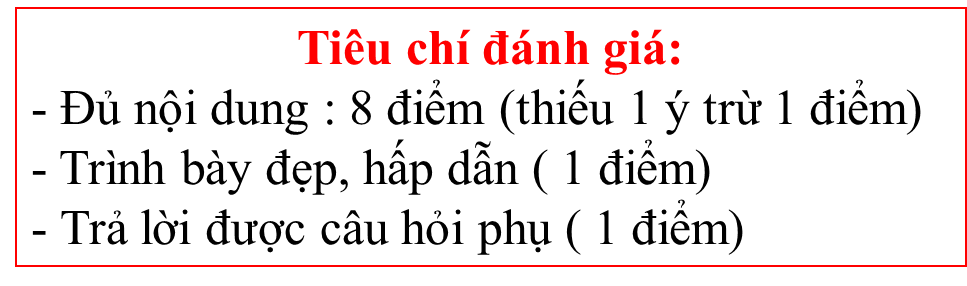 Tiêu chí đánh giá:
- Đủ nội dung : 8 điểm (thiếu 1 ý trừ 1 điểm)
- Trình bày đẹp, hấp dẫn ( 1 điểm)
- Trả lời được câu hỏi phụ ( 1 điểm)